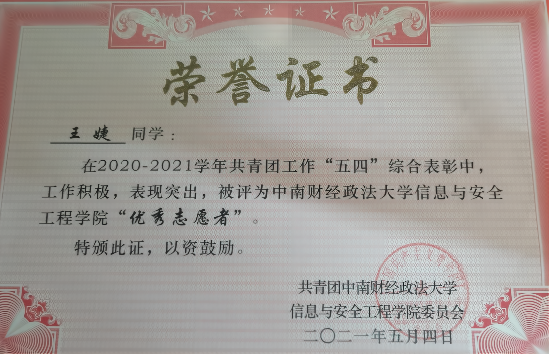 荣誉证书
王婕 同学：
在2020-2021学年共青团工作“五四”综合表彰中，
工作积极，表现突出，被评为中南财经政法大学信息与安全
工程学院“优秀志愿者”。
特颁此证，以资鼓励。
共青团中南财经政法大学
信息与安全工程学院委员会
二〇二一年五月四日